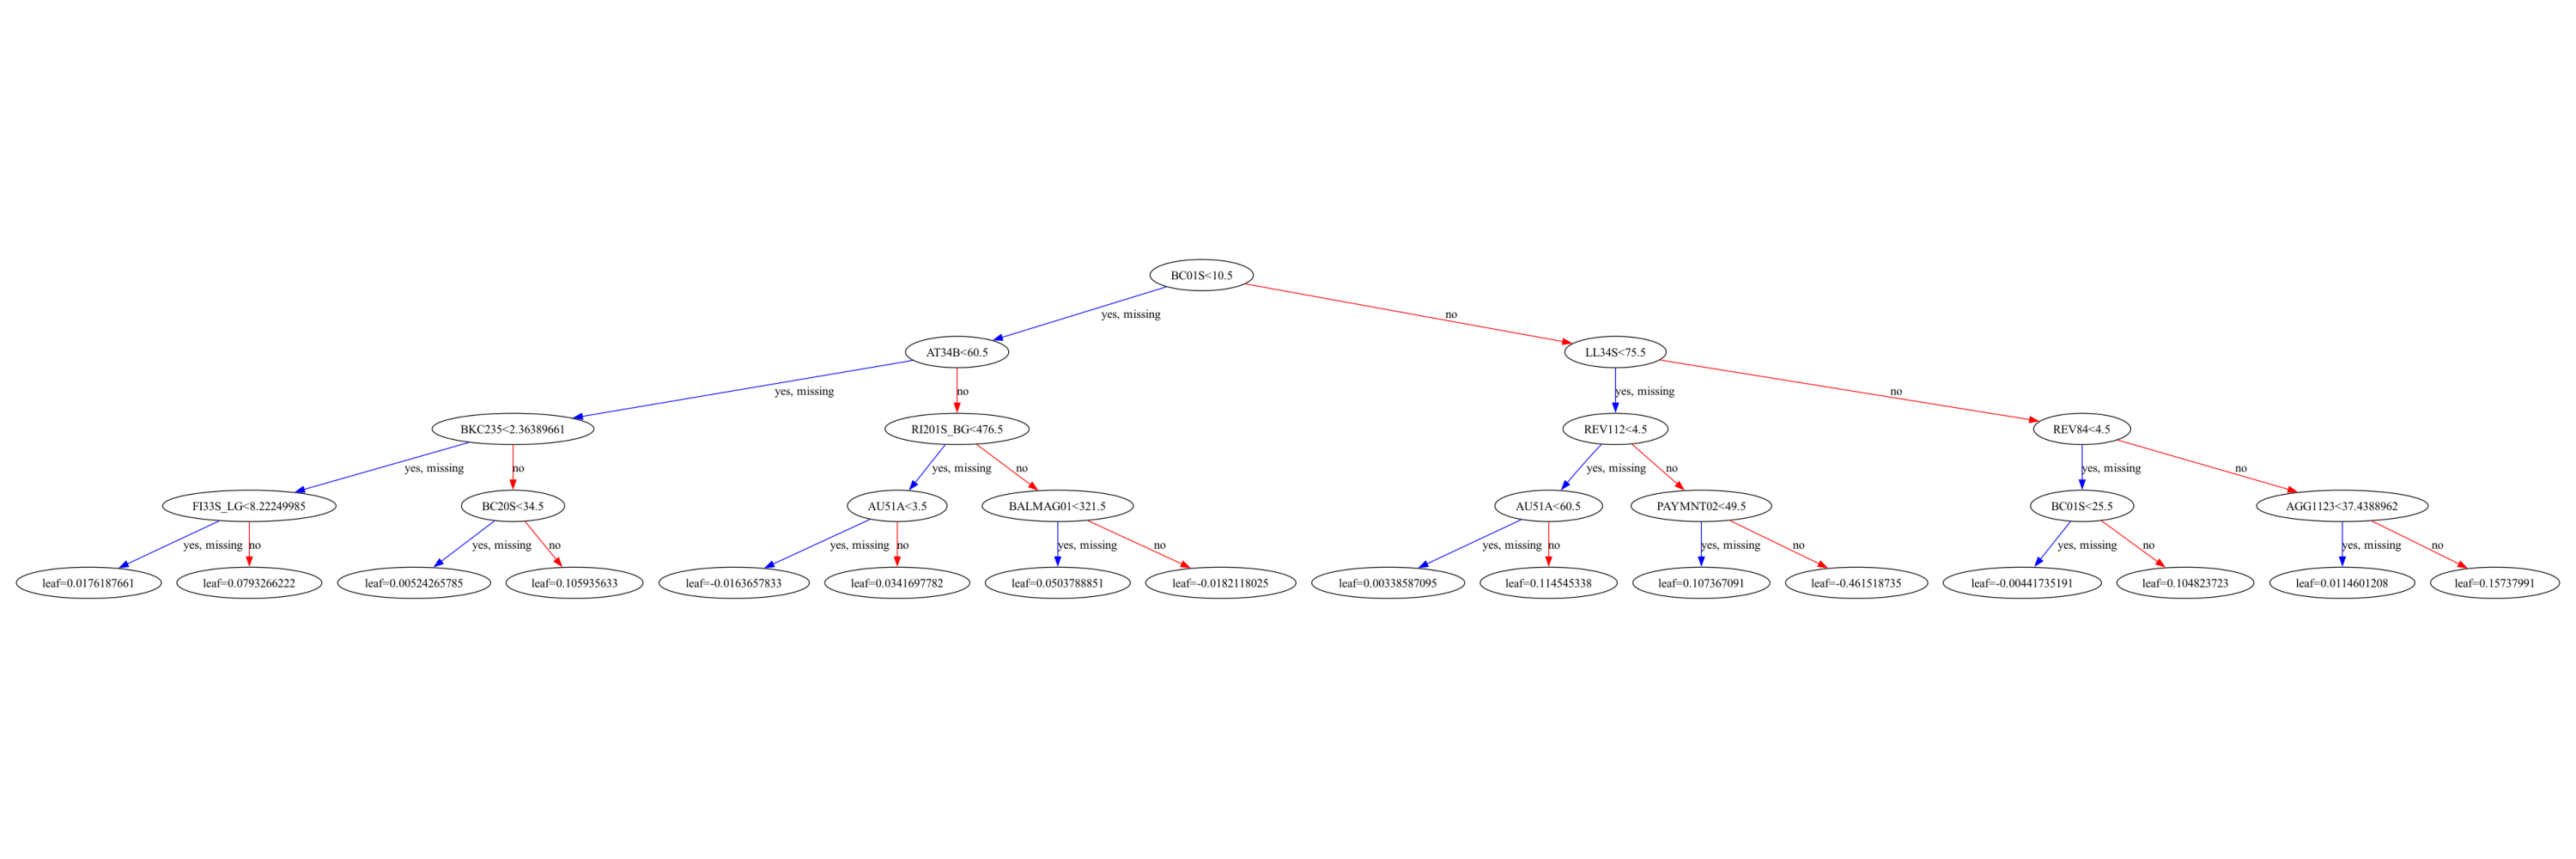 BC01S<10.5
yes, missing
no
AT34B<60.5
LL34S<75.5
yes, missing
no
yes, missing
no
BKC235<2.36389661
RI201S_BG<476.5
REV112<4.5
REV84<4.5
yes, missing
no
yes, missing
no
yes, missing
no
yes, missing
no
FI33S_LG<8.22249985
BC20S<34.5
AU51A<3.5
BALMAG01<321.5
AU51A<60.5
PAYMNT02<49.5
BC01S<25.5
AGG1123<37.4388962
yes, missing
no
yes, missing
no
yes, missing
no
yes, missing
no
yes, missing
no
yes, missing
no
yes, missing
no
yes, missing
no
leaf=0.0176187661
leaf=0.0793266222
leaf=0.00524265785
leaf=0.105935633
leaf=-0.0163657833
leaf=0.0341697782
leaf=0.0503788851
leaf=-0.0182118025
leaf=0.00338587095
leaf=0.114545338
leaf=0.107367091
leaf=-0.461518735
leaf=-0.00441735191
leaf=0.104823723
leaf=0.0114601208
leaf=0.15737991